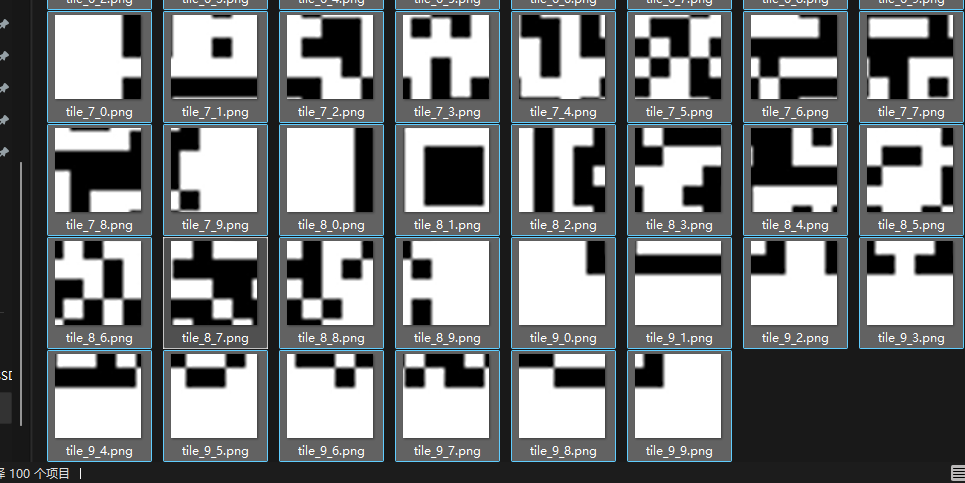 tile_7_0.png tile_7_1.png tile_7_2.png tile_7_3.png tile_7_4.png tile_7_5.png tile_7_6.png tile_7_7.png
tile_7_8.png tile_7_9.png tile_8_0.png tile_8_1.png tile_8_2.png tile_8_3.png tile_8_4.png tile_8_5.png
tile_8_6.png tile_8_7.png tile_8_8.png tile_8_9.png tile_9_0.png tile_9_1.png tile_9_2.png tile_9_3.png
tile_9_4.png tile_9_5.png tile_9_6.png tile_9_7.png tile_9_8.png tile_9_9.png
100 个项目